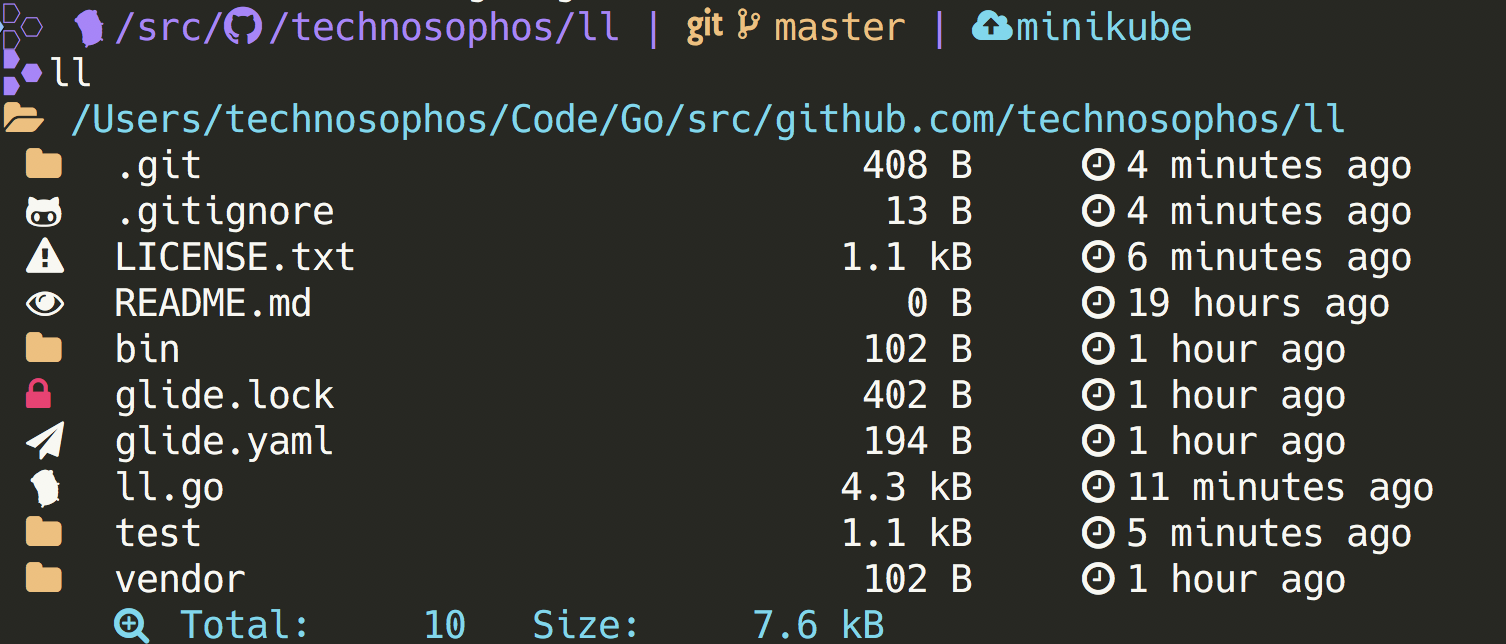 /src/ /technosophos/ll | git master | minikube
ll
/Users/technosophos/Code/Go/src/github.com/technosophos/ll
.git 408 B 4 minutes ago
.gitignore 13 B 4 minutes ago
LICENSE.txt 1.1 kB 6 minutes ago
README.md 0 B 19 hours ago
bin 102 B 1 hour ago
glide.lock 402 B 1 hour ago
glide.yaml 194 B 1 hour ago
ll.go 4.3 kB 11 minutes ago
test 1.1 kB 5 minutes ago
vendor 102 B 1 hour ago
Total: 10 Size: 7.6 kB